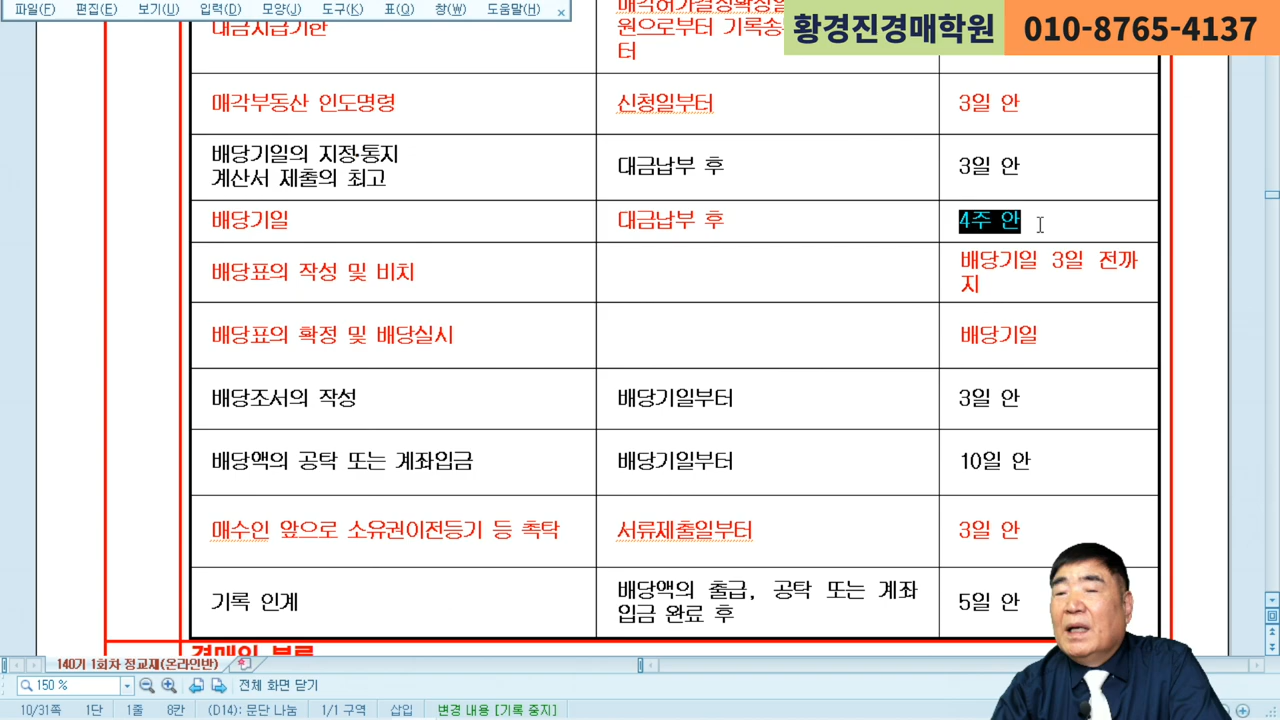 파일(F) 편집(E) 보기(U) 입력(D) 모양(J) 도구(K) 표(Q) 창(W) 도움말(H)
황경진경매학원 010-8765-4137
대금지급기한
매각허가결정확정일
원으로부터 기록송
터
매각부동산 인도명령 신청일부터 3일 안
배당기일의 지정·통지
계산서 제출의 최고
대금납부 후 3일 안
배당기일 대금납부 후 4주 안
배당표의 작성 및 비치
배당기일 3일 전까
지
배당표의 확정 및 배당실시 배당기일
배당조서의 작성 배당기일부터 3일 안
배당액의 공탁 또는 계좌입금 배당기일부터 10일 안
매수인 앞으로 소유권이전등기 등 촉탁 서류제출일부터 3일 안
기록 인계
배당액의 출급, 공탁 또는 계좌
입금 완료 후
5일 안
경매의 분류
140기 1회차 정교재(온라인반)
150 % 전체 화면 닫기
10/31쪽 1단 1줄 8칸 (D14): 문단 나눔 1/1 구역 삽입 변경 내용 [기록 중지]